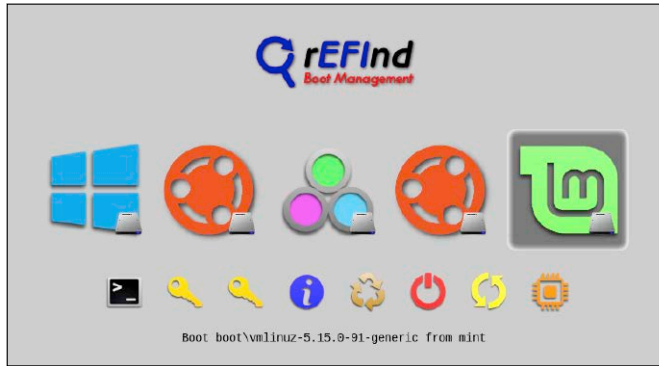 rEFInd
Boot Management
>_
i
Boot boot\vmlinuz-5.15.0-91-generic from mint